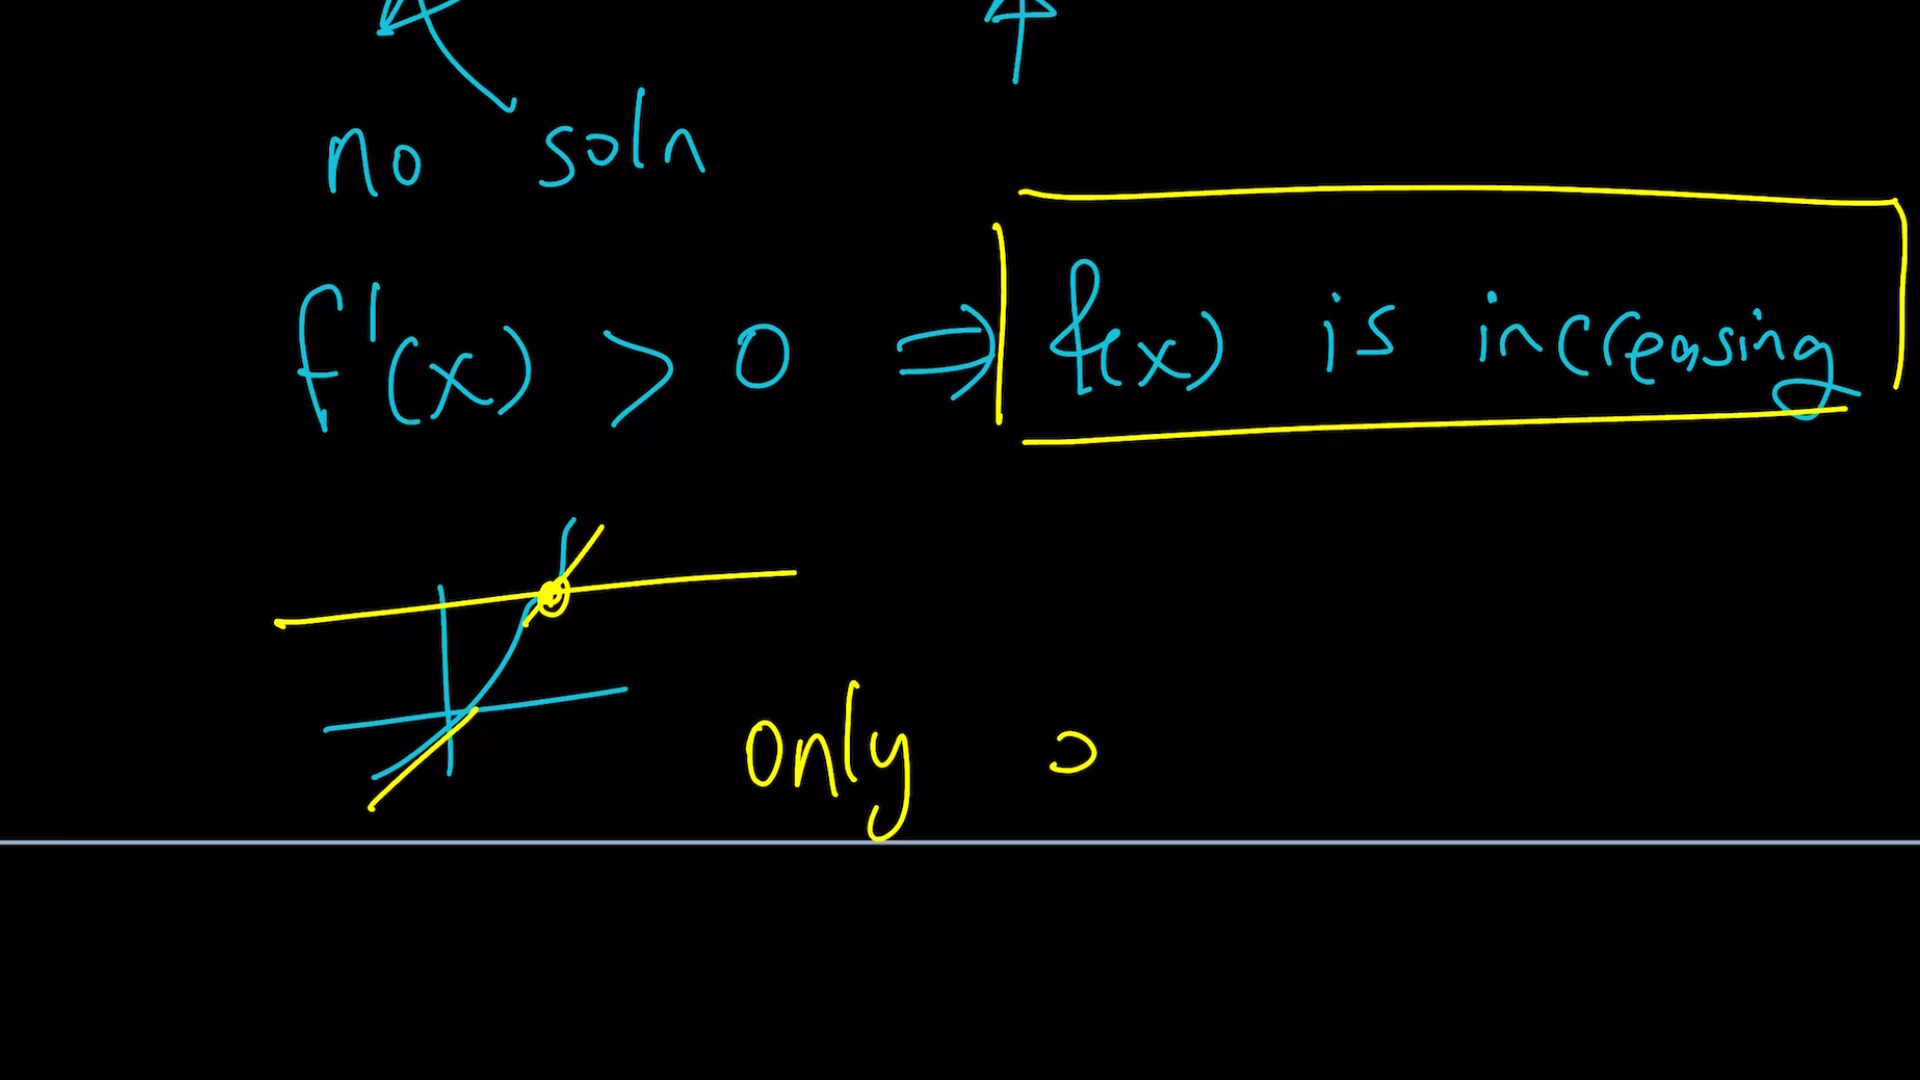 no soln
f'(x) > 0 ⇒ f(x) is increasing
only